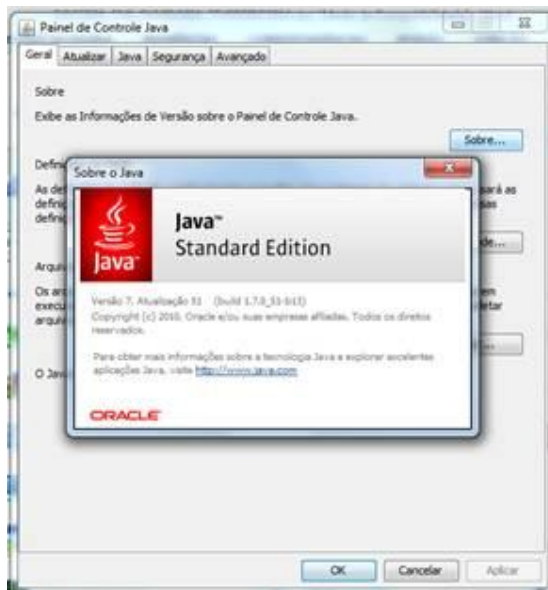 Painel de Controle Java
Geral Atualizar Java Segurança Avançado
Sobre
Exibe as Informações de Versão sobre o Painel de Controle Java.
Sobre...
Sobre o Java
Java™
Standard Edition
Java
Versão 7, Atualização 51 (build 1.7.0_51-b13)
Copyright (c) 2010, Oracle e/ou suas empresas afiliadas. Todos os direitos
reservados.
Para obter mais informações sobre a tecnologia Java e explorar excelentes
aplicações Java, visite http://www.java.com
ORACLE
OK Cancelar Aplicar